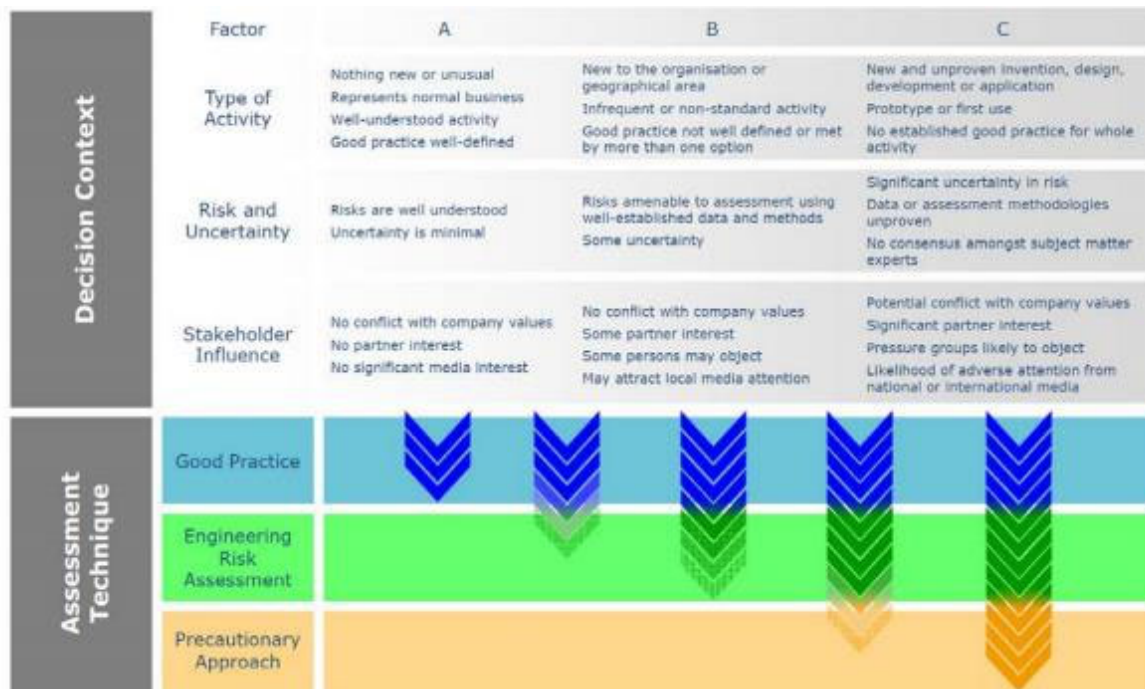 Decision Context
Factor
A
B
C
Type of
Activity
Nothing new or unusual
Represents normal business
Well-understood activity
Good practice well-defined
New to the organisation or
geographical area
Infrequent or non-standard activity
Good practice not well defined or met
by more than one option
New and unproven invention, design,
development or application
Prototype or first use
No established good practice for whole
activity
Risk and
Uncertainty
Risks are well understood
Uncertainty is minimal
Risks amenable to assessment using
well-established data and methods
Some uncertainty
Significant uncertainty in risk
Data or assessment methodologies
unproven
No consensus amongst subject matter
experts
Stakeholder
Influence
No conflict with company values
No partner interest
No significant media interest
No conflict with company values
Some partner interest
Some persons may object
May attract local media attention
Potential conflict with company values
Significant partner interest
Pressure groups likely to object
Likelihood of adverse attention from
national or international media
Assessment
Technique
Good Practice
Engineering
Risk
Assessment
Precautionary
Approach